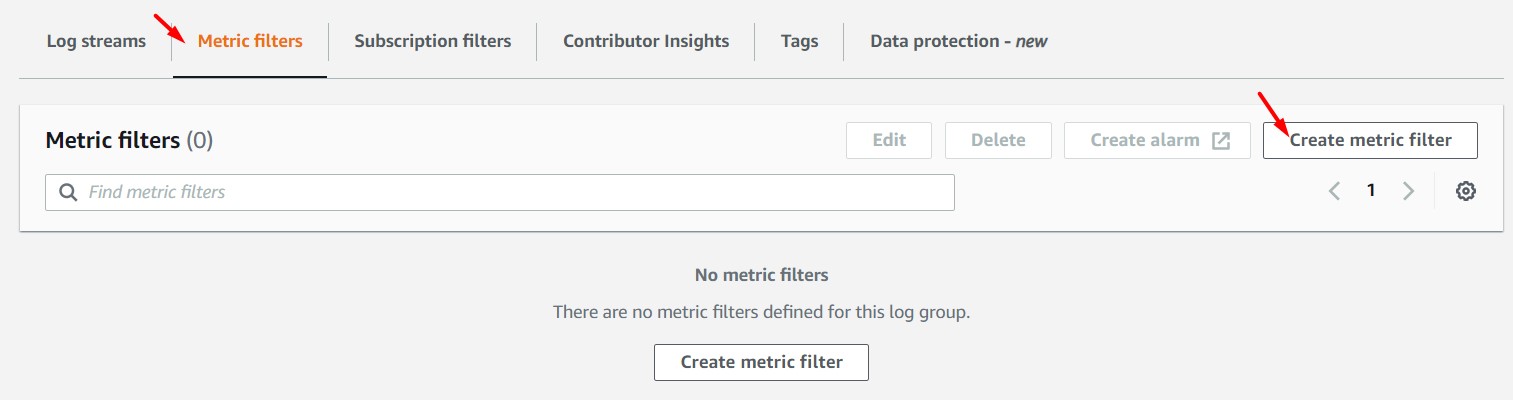 Log streams Metric filters Subscription filters Contributor Insights Tags Data protection - new
Metric filters (0) Edit Delete Create alarm Create metric filter
Find metric filters 1
No metric filters
There are no metric filters defined for this log group.
Create metric filter